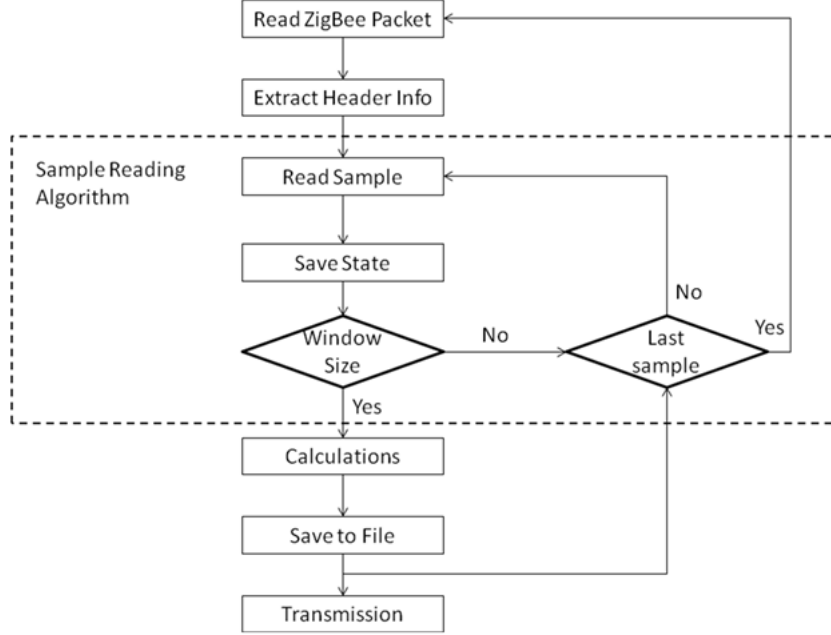 Read ZigBee Packet
Extract Header Info
Sample Reading
Algorithm
Read Sample
Save State
No
Yes
Window
Size
No
Last
sample
Yes
Calculations
Save to File
Transmission